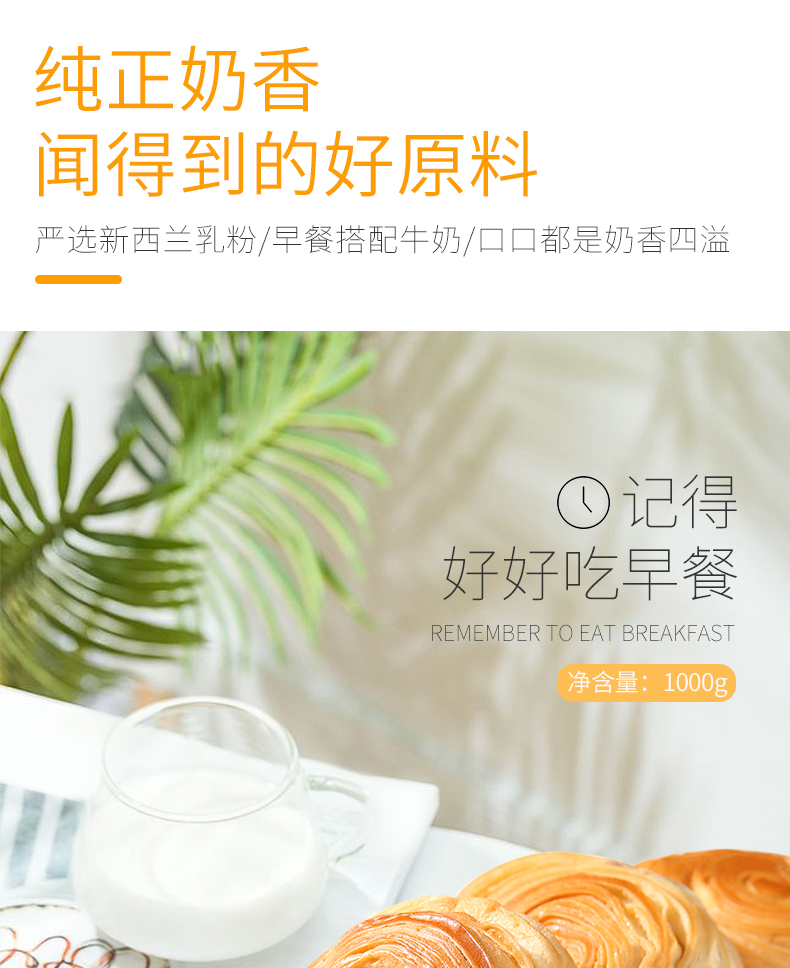 纯正奶香
闻得到的好原料
严选新西兰乳粉/早餐搭配牛奶/口口都是奶香四溢
记得
好好吃早餐
REMEMBER TO EAT BREAKFAST
净含量：1000g